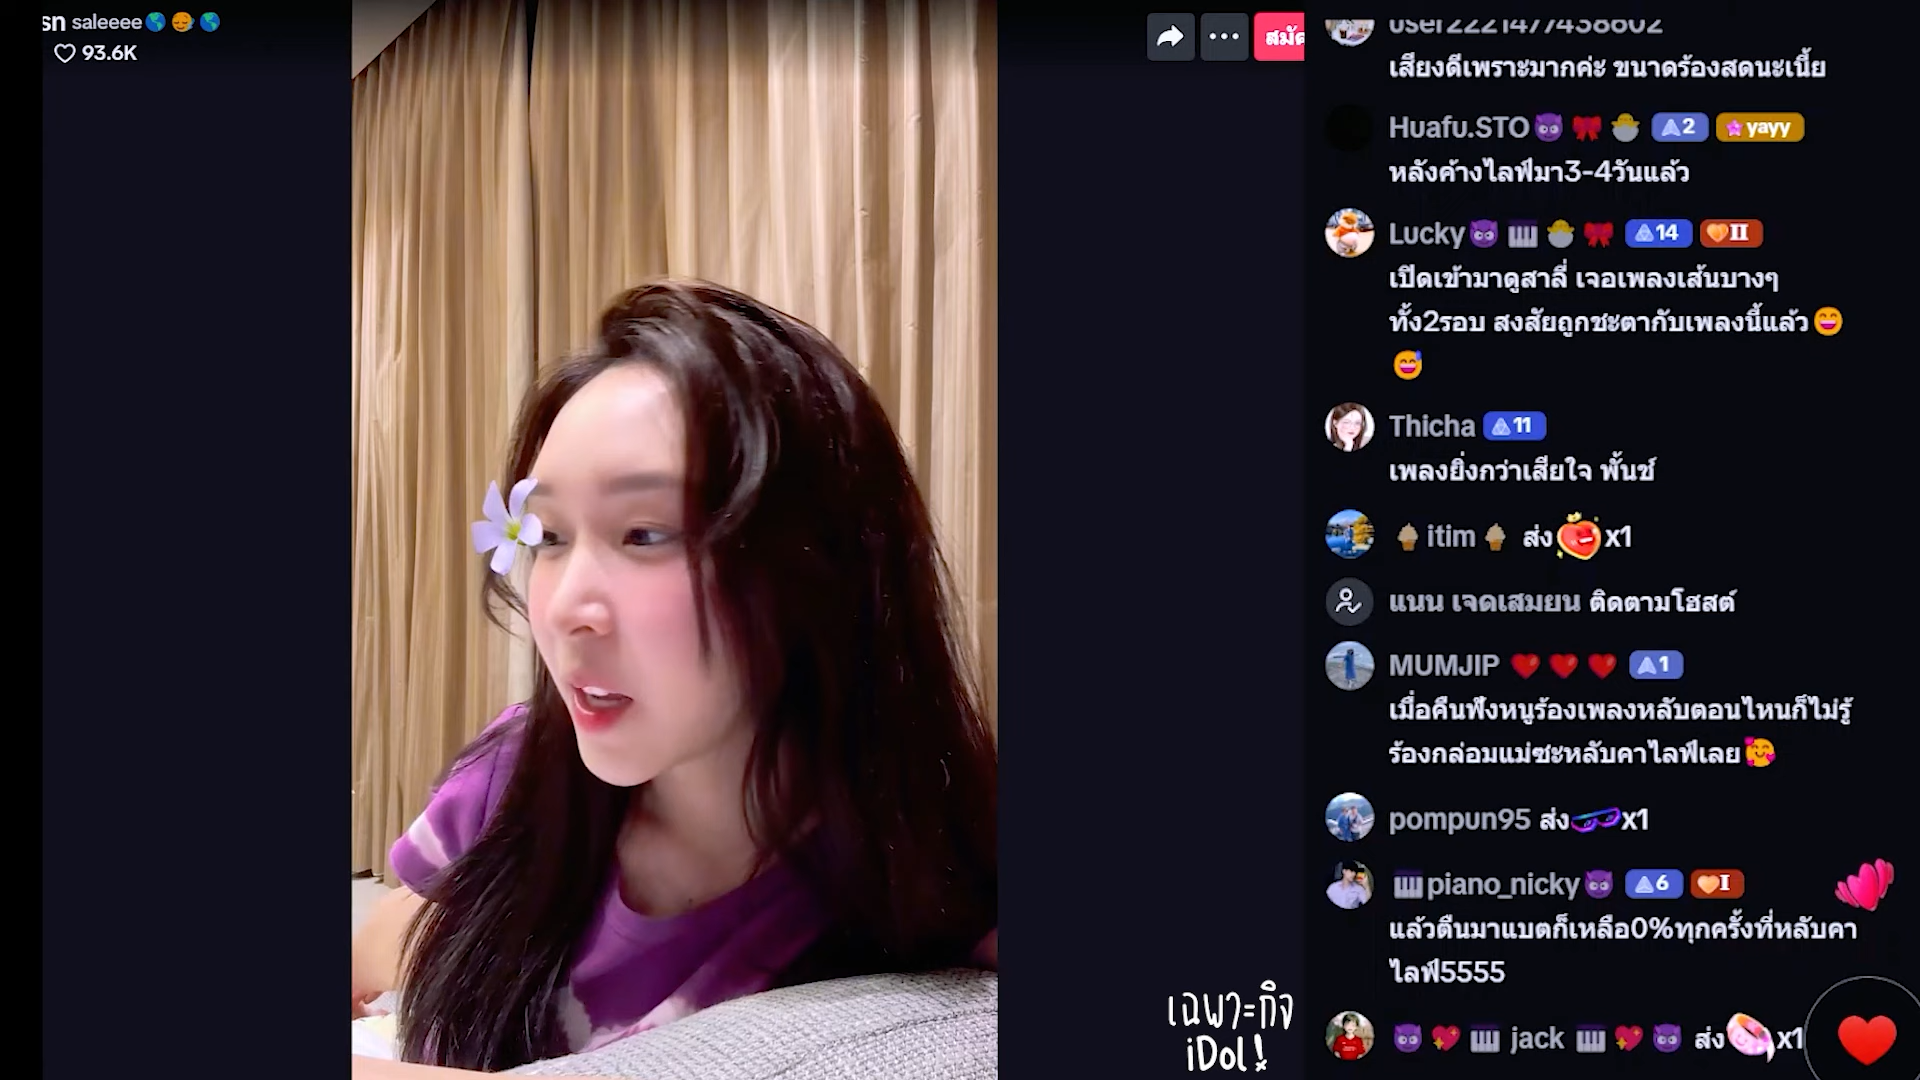 sn saleeee
93.6K
สมัค
user2221477438602
เสียงดีเพราะมากค่ะ ขนาดร้องสดนะเนี้ย
Huafu.STO 2 yayy
หลังค้างไลฟ์มา3-4วันแล้ว
Lucky 14 II
เปิดเข้ามาดูสาลี่ เจอเพลงเส้นบางๆ
ทั้ง2รอบ สงสัยถูกชะตากับเพลงนี้แล้ว
Thicha 11
เพลงยิ่งกว่าเสียใจ พั้นช์
itim ส่ง x1
แนน เจดเสมยน ติดตามโฮสต์
MUMJIP 1
เมื่อคืนฟังหนูร้องเพลงหลับตอนไหนก็ไม่รู้
ร้องกล่อมแม่ซะหลับคาไลฟ์เลย
pompun95 ส่ง x1
piano_nicky 6 I
แล้วตืนมาแบตก็เหลือ0%ทุกครั้งที่หลับคา
ไลฟ์5555
jack ส่ง x1
เฉพาะกิจ
iDol!